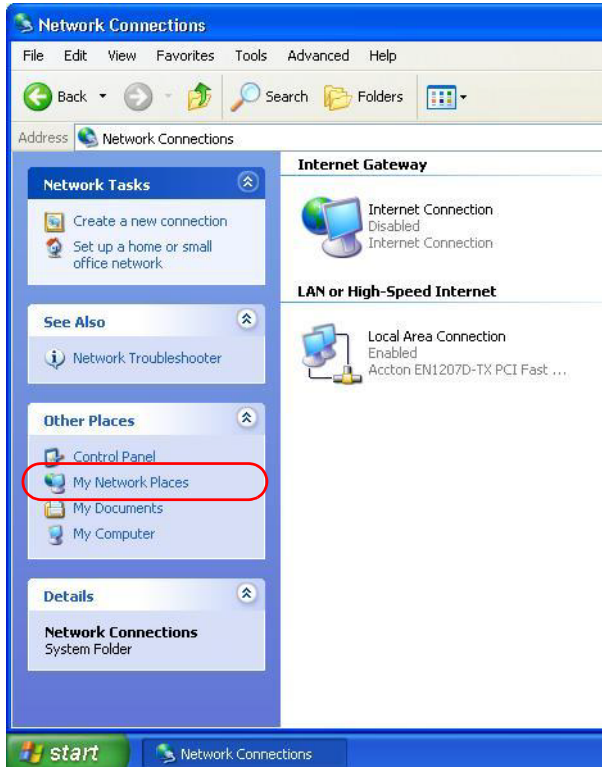 Network Connections
File Edit View Favorites Tools Advanced Help
Back Search Folders
Address Network Connections
Network Tasks
Create a new connection
Set up a home or small
office network
See Also
Network Troubleshooter
Other Places
Control Panel
My Network Places
My Documents
My Computer
Details
Network Connections
System Folder
Internet Gateway
Internet Connection
Disabled
Internet Connection
LAN or High-Speed Internet
Local Area Connection
Enabled
Accton EN1207D-TX PCI Fast ...
start Network Connections